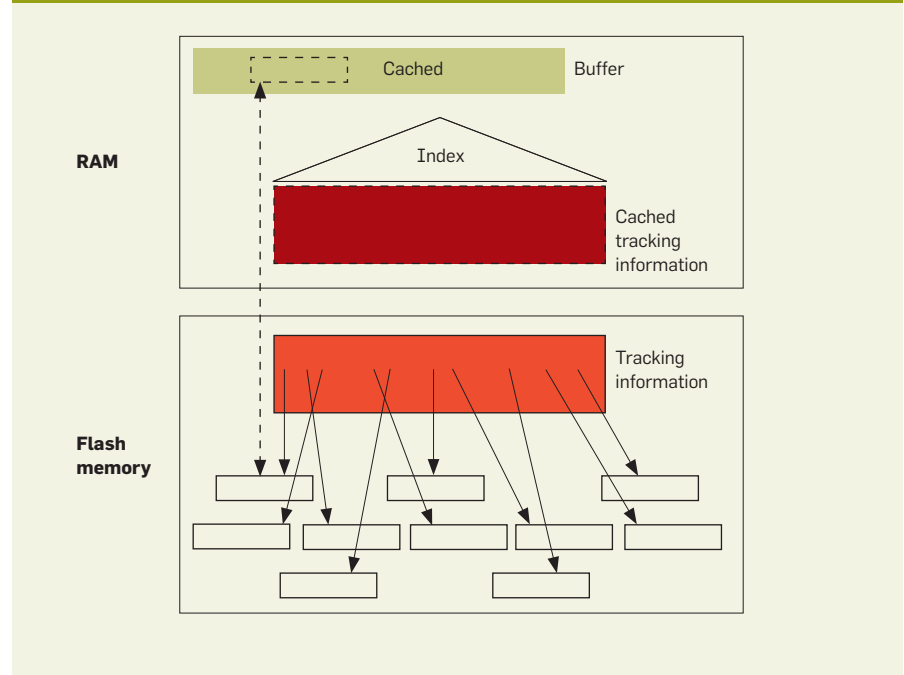 Cached
Buffer
RAM
Index
Cached
tracking
information
Tracking
information
Flash
memory